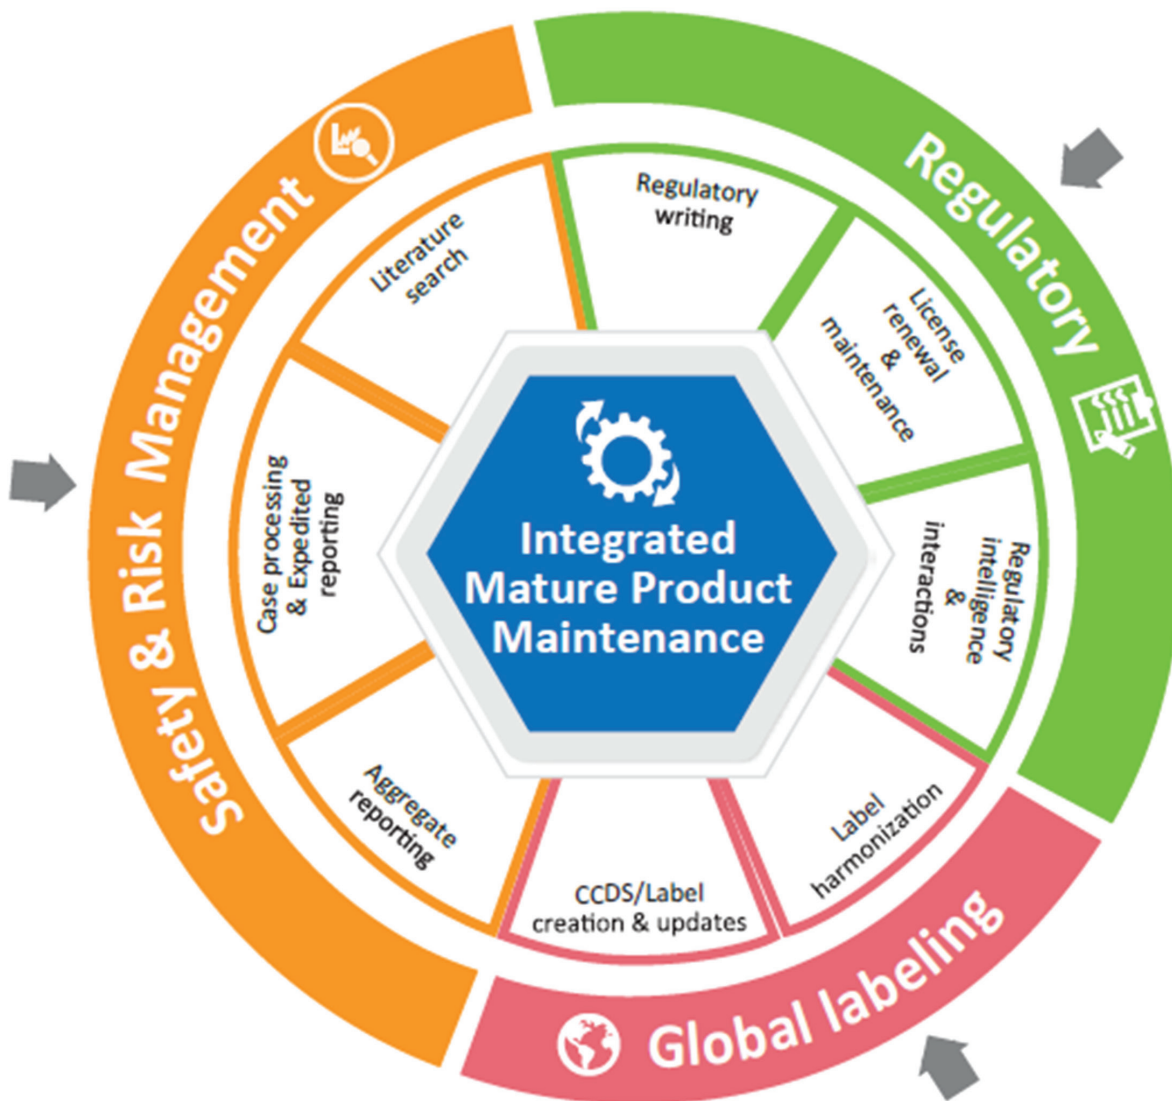 Integrated
Mature Product
Maintenance
Regulatory
Regulatory
writing
License
renewal
&
maintenance
Regulatory
intelligence
&
interactions
Global labeling
Label
harmonization
CCDS/Label
creation & updates
Safety & Risk Management
Aggregate
reporting
Case processing
& Expedited
reporting
Literature
search